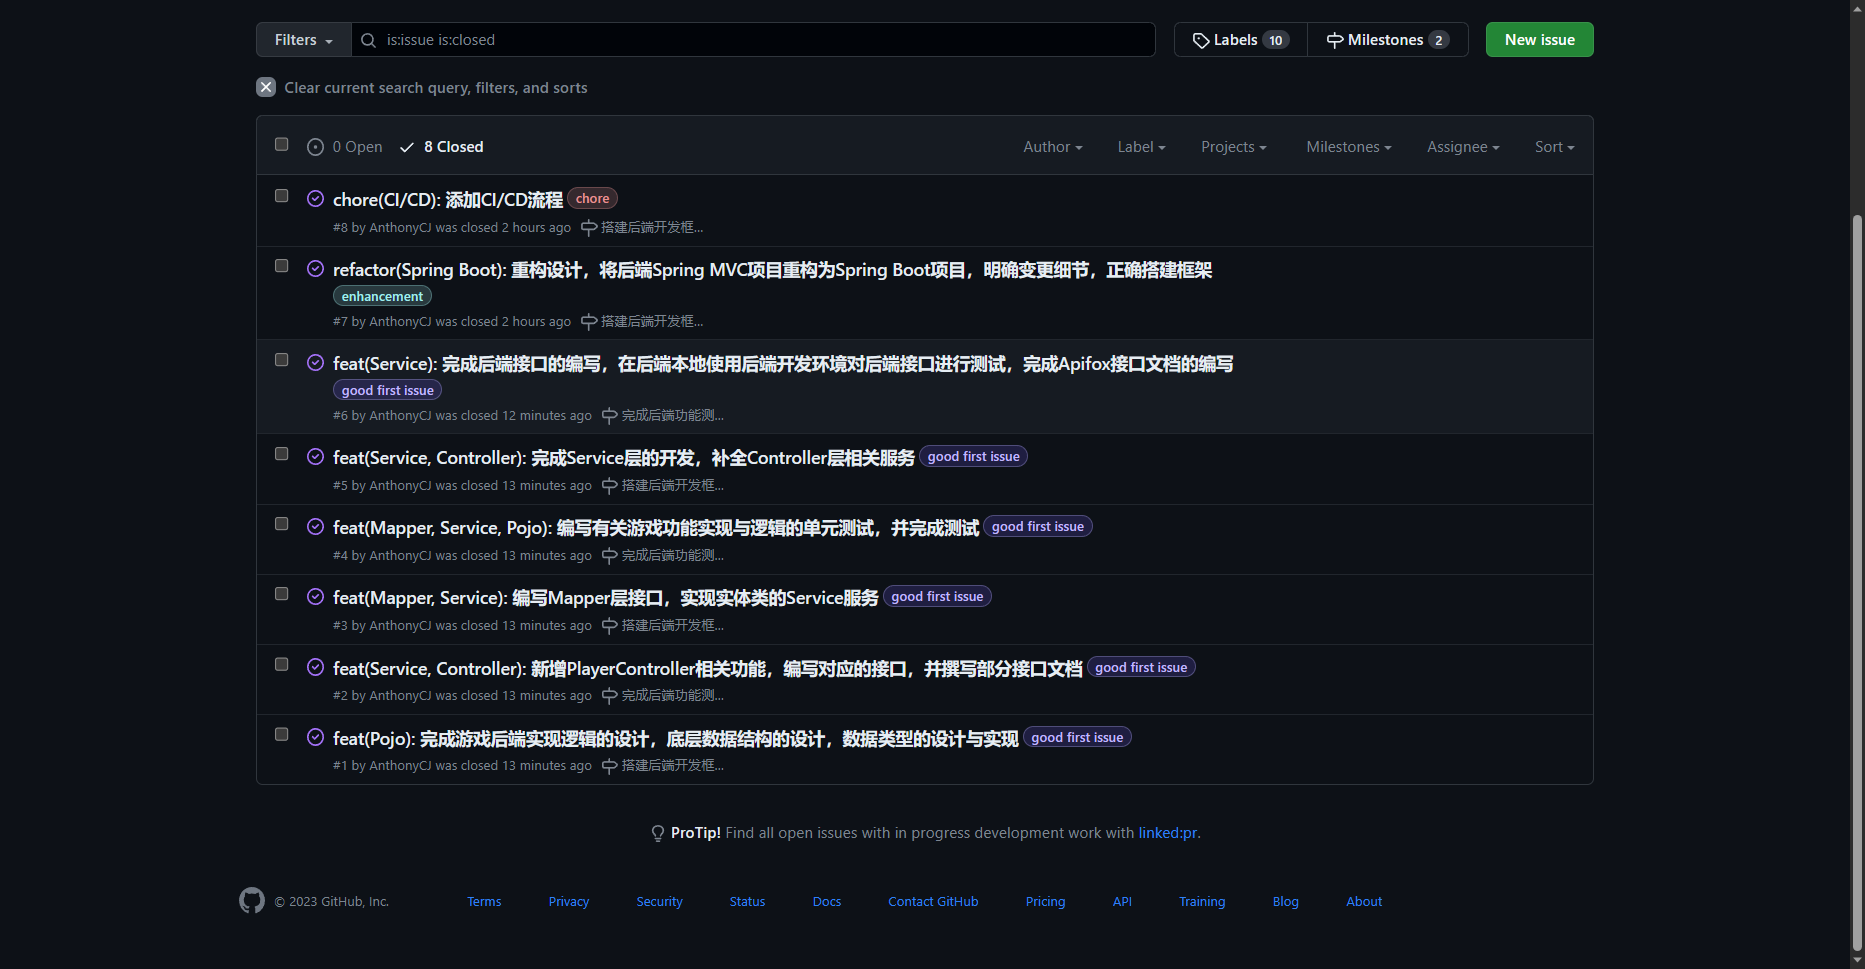 Filters is:issue is:closed Labels 10 Milestones 2 New issue
Clear current search query, filters, and sorts
0 Open 8 Closed Author Label Projects Milestones Assignee Sort
chore(CI/CD): 添加CI/CD流程 chore
#8 by AnthonyCJ was closed 2 hours ago 搭建后端开发框...
refactor(Spring Boot): 重构设计，将后端Spring MVC项目重构为Spring Boot项目，明确变更细节，正确搭建框架
enhancement
#7 by AnthonyCJ was closed 2 hours ago 搭建后端开发框...
feat(Service): 完成后端接口的编写，在后端本地使用后端开发环境对后端接口进行测试，完成Apifox接口文档的编写
good first issue
#6 by AnthonyCJ was closed 12 minutes ago 完成后端功能测...
feat(Service, Controller): 完成Service层的开发，补全Controller层相关服务 good first issue
#5 by AnthonyCJ was closed 13 minutes ago 搭建后端开发框...
feat(Mapper, Service, Pojo): 编写有关游戏功能实现与逻辑的单元测试，并完成测试 good first issue
#4 by AnthonyCJ was closed 13 minutes ago 完成后端功能测...
feat(Mapper, Service): 编写Mapper层接口，实现实体类的Service服务 good first issue
#3 by AnthonyCJ was closed 13 minutes ago 搭建后端开发框...
feat(Service, Controller): 新增PlayerController相关功能，编写对应的接口，并撰写部分接口文档 good first issue
#2 by AnthonyCJ was closed 13 minutes ago 完成后端功能测...
feat(Pojo): 完成游戏后端实现逻辑的设计，底层数据结构的设计，数据类型的设计与实现 good first issue
#1 by AnthonyCJ was closed 13 minutes ago 搭建后端开发框...
ProTip! Find all open issues with in progress development work with linked:pr.
© 2023 GitHub, Inc. Terms Privacy Security Status Docs Contact GitHub Pricing API Training Blog About